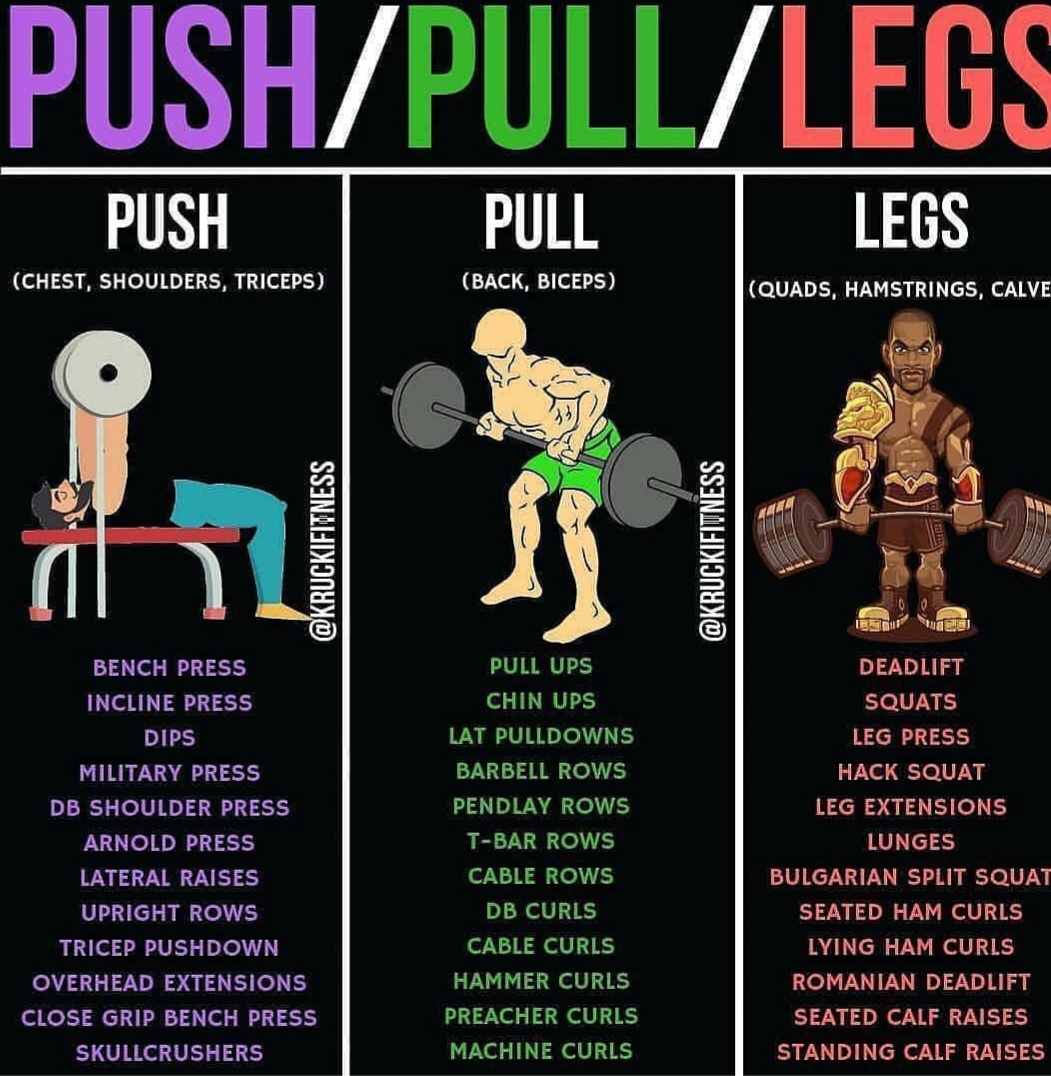 PUSH/PULL/LEGS
PUSH
(CHEST, SHOULDERS, TRICEPS)
@KRUCKIFITNESS
BENCH PRESS
INCLINE PRESS
DIPS
MILITARY PRESS
DB SHOULDER PRESS
ARNOLD PRESS
LATERAL RAISES
UPRIGHT ROWS
TRICEP PUSHDOWN
OVERHEAD EXTENSIONS
CLOSE GRIP BENCH PRESS
SKULLCRUSHERS
PULL
(BACK, BICEPS)
@KRUCKIFITNESS
PULL UPS
CHIN UPS
LAT PULLDOWNS
BARBELL ROWS
PENDLAY ROWS
T-BAR ROWS
CABLE ROWS
DB CURLS
CABLE CURLS
HAMMER CURLS
PREACHER CURLS
MACHINE CURLS
LEGS
(QUADS, HAMSTRINGS, CALVE
DEADLIFT
SQUATS
LEG PRESS
HACK SQUAT
LEG EXTENSIONS
LUNGES
BULGARIAN SPLIT SQUAT
SEATED HAM CURLS
LYING HAM CURLS
ROMANIAN DEADLIFT
SEATED CALF RAISES
STANDING CALF RAISES